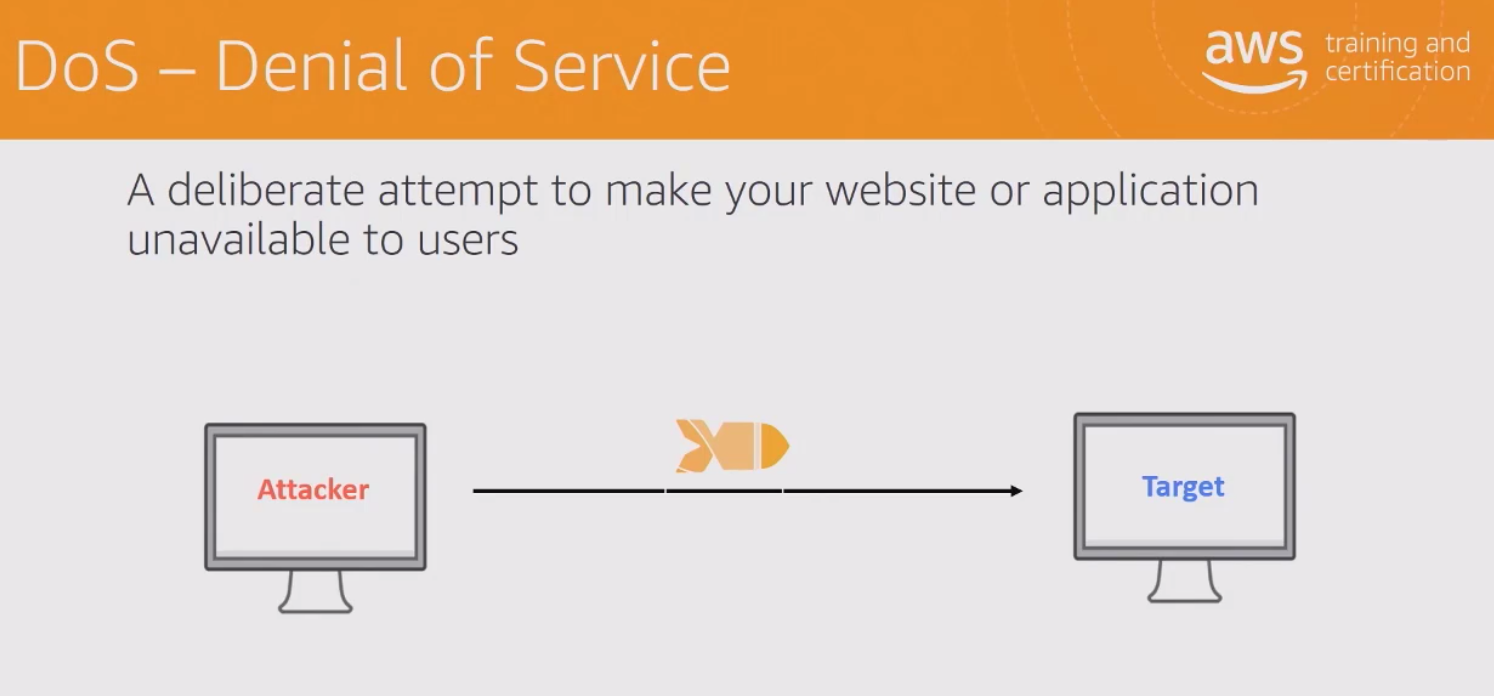 DoS – Denial of Service
aws training and
certification
A deliberate attempt to make your website or application
unavailable to users
Attacker
Target